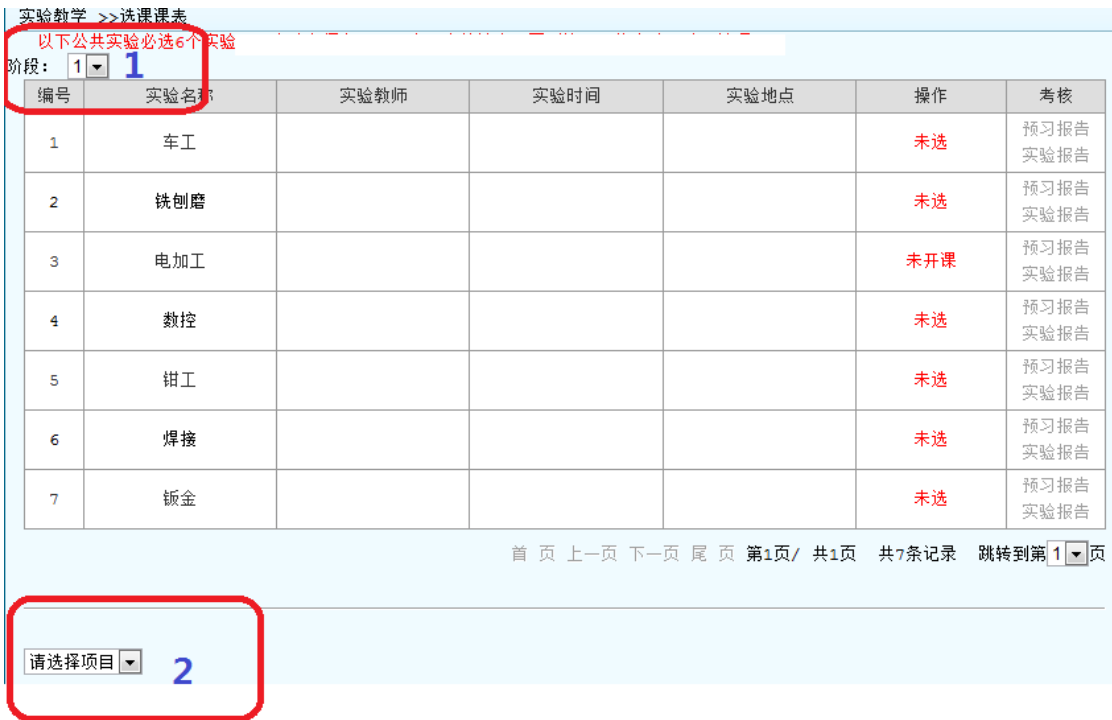 实验教学 >>选课课表
以下公共实验必选6个实验
阶段： 1 1
编号 实验名称 实验教师 实验时间 实验地点 操作 考核
1 车工 未选 预习报告
实验报告
2 铣刨磨 未选 预习报告
实验报告
3 电加工 未开课 预习报告
实验报告
4 数控 未选 预习报告
实验报告
5 钳工 未选 预习报告
实验报告
6 焊接 未选 预习报告
实验报告
7 钣金 未选 预习报告
实验报告
首 页 上一页 下一页 尾 页 第1页/ 共1页 共7条记录 跳转到第 1 页
请选择项目 2